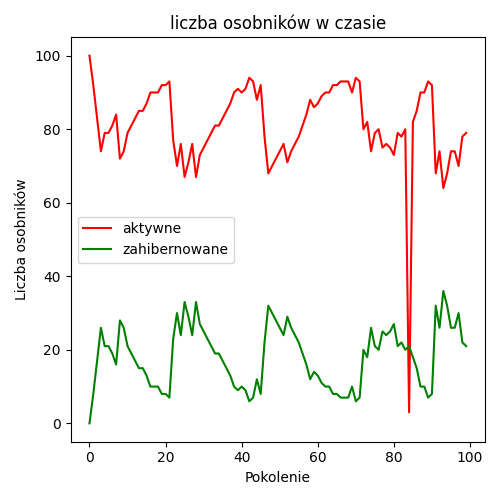 liczba osobników w czasie
Liczba osobników
100
80
60
40
20
0
aktywne
zahibernowane
0 20 40 60 80 100
Pokolenie